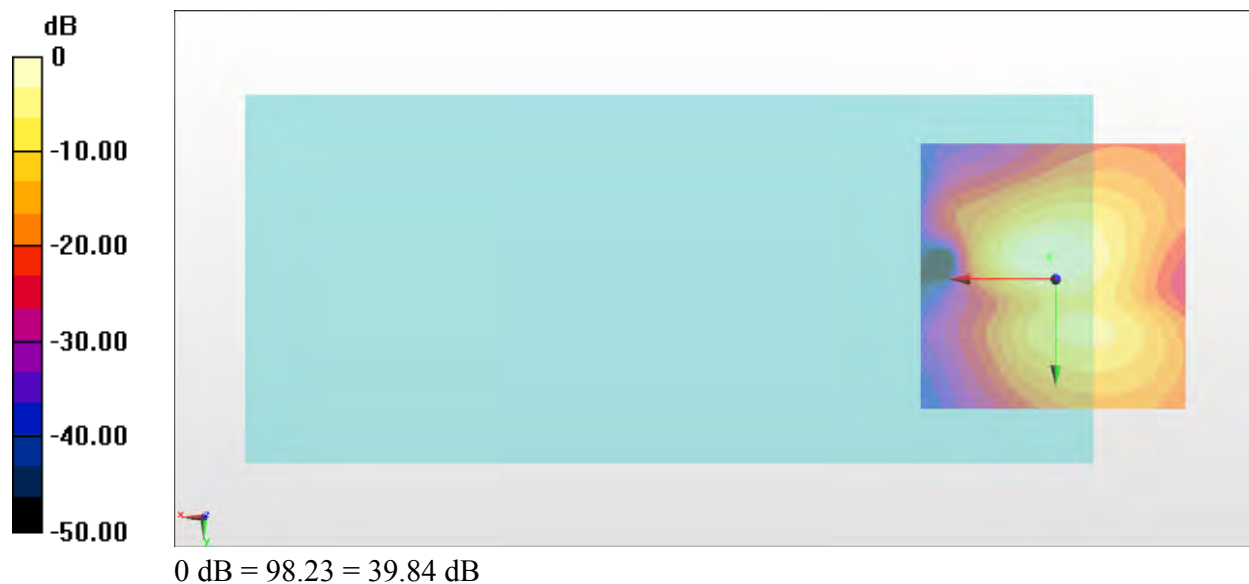 dB
0
-10.00
-20.00
-30.00
-40.00
-50.00
x
z
y
0 dB = 98.23 = 39.84 dB